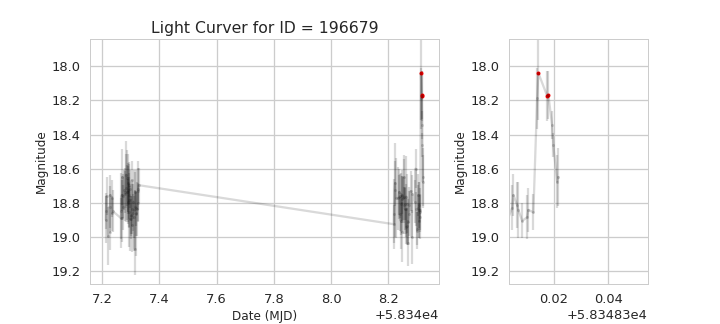 Light Curver for ID = 196679
Magnitude
18.0
18.2
18.4
18.6
18.8
19.0
19.2
7.2 7.4 7.6 7.8 8.0 8.2
Date (MJD) +5.834e4
Magnitude
18.0
18.2
18.4
18.6
18.8
19.0
19.2
0.02 0.04
+5.83483e4